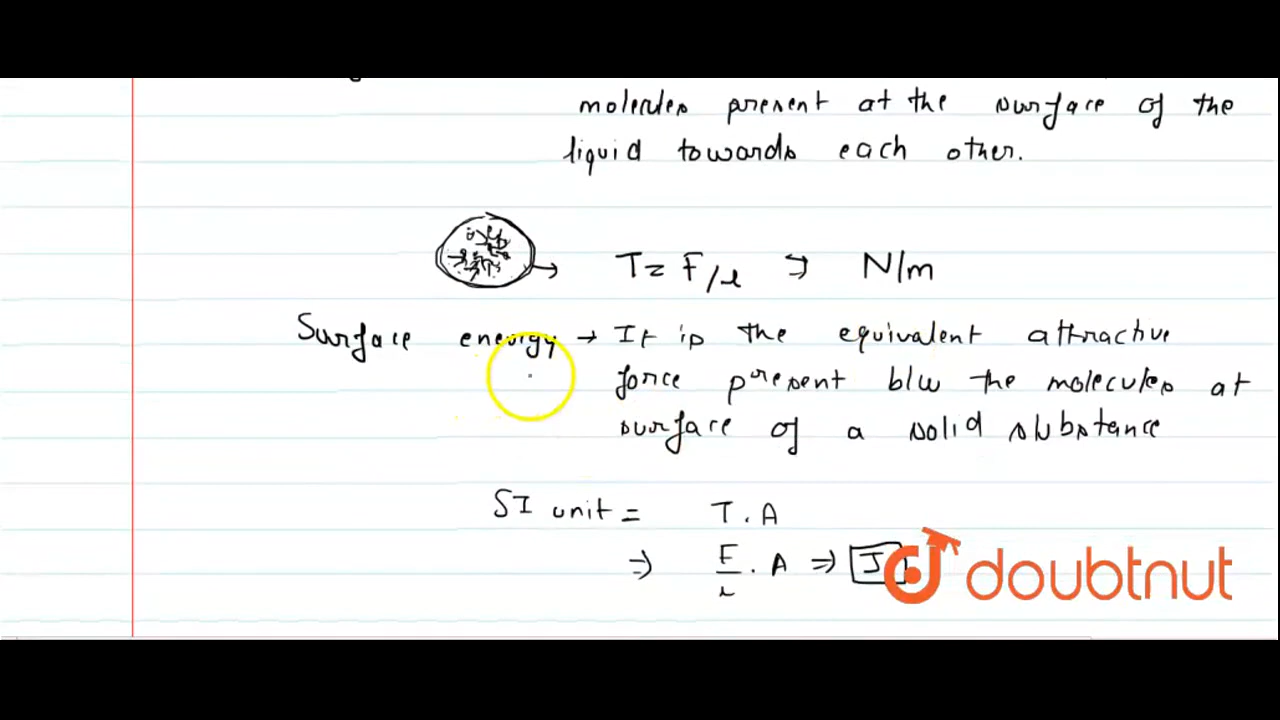 molecules present at the surface of the
liquid towards each other.
T= F/l → N/m
Surface energy → It is the equivalent attractive
force present b/w the molecules at
surface of a solid substance
SI unit = T.A
⇒ F/l . A ⇒ J
doubtnut